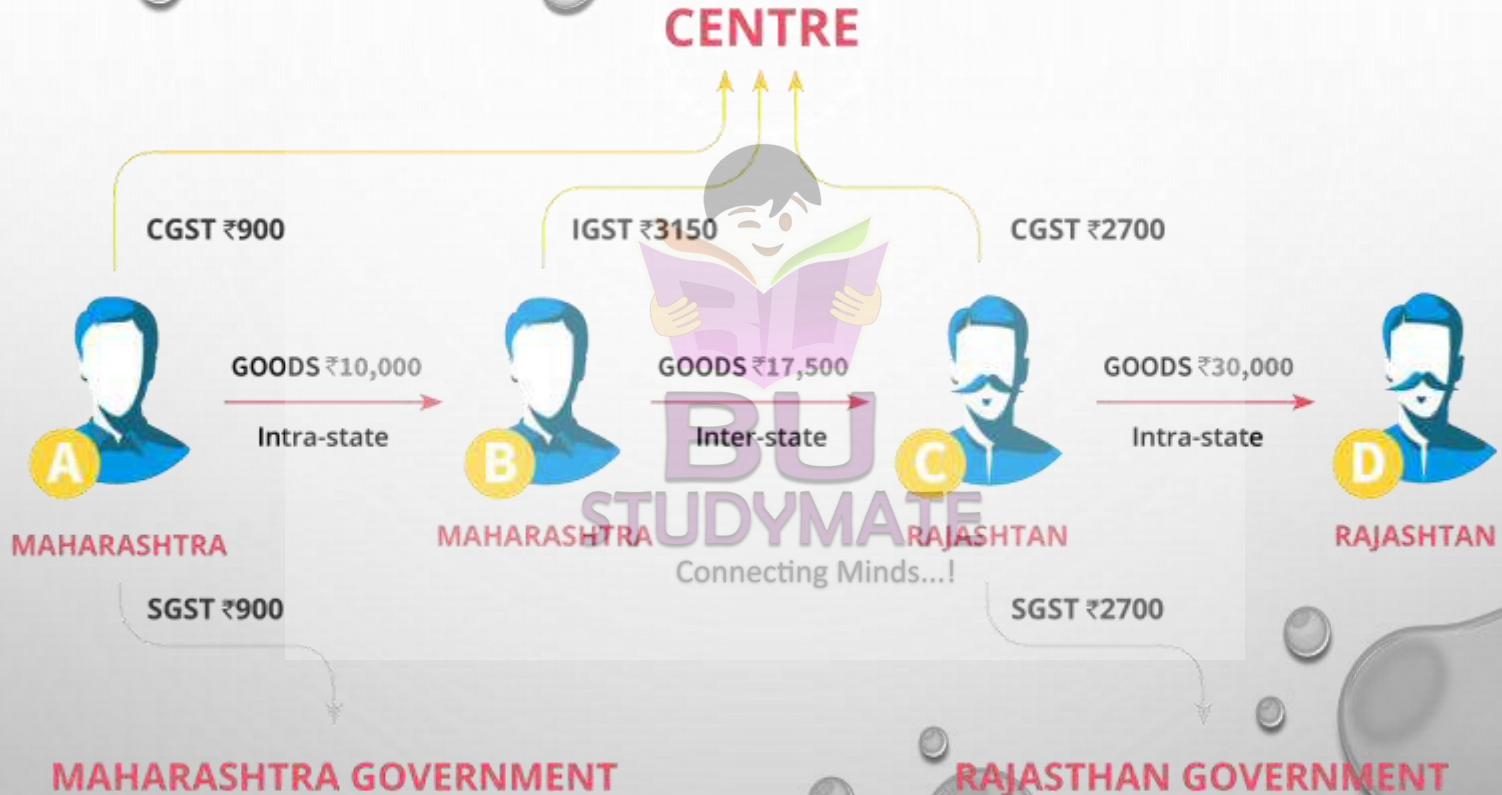 CENTRE
CGST ₹900
IGST ₹3150
CGST ₹2700
GOODS ₹10,000
GOODS ₹17,500
GOODS ₹30,000
Intra-state
Inter-state
Intra-state
A
B
C
D
BU
STUDYMATE
Connecting Minds...!
MAHARASHTRA
MAHARASHTRA
RAJASHTAN
RAJASHTAN
SGST ₹900
SGST ₹2700
MAHARASHTRA GOVERNMENT
RAJASTHAN GOVERNMENT